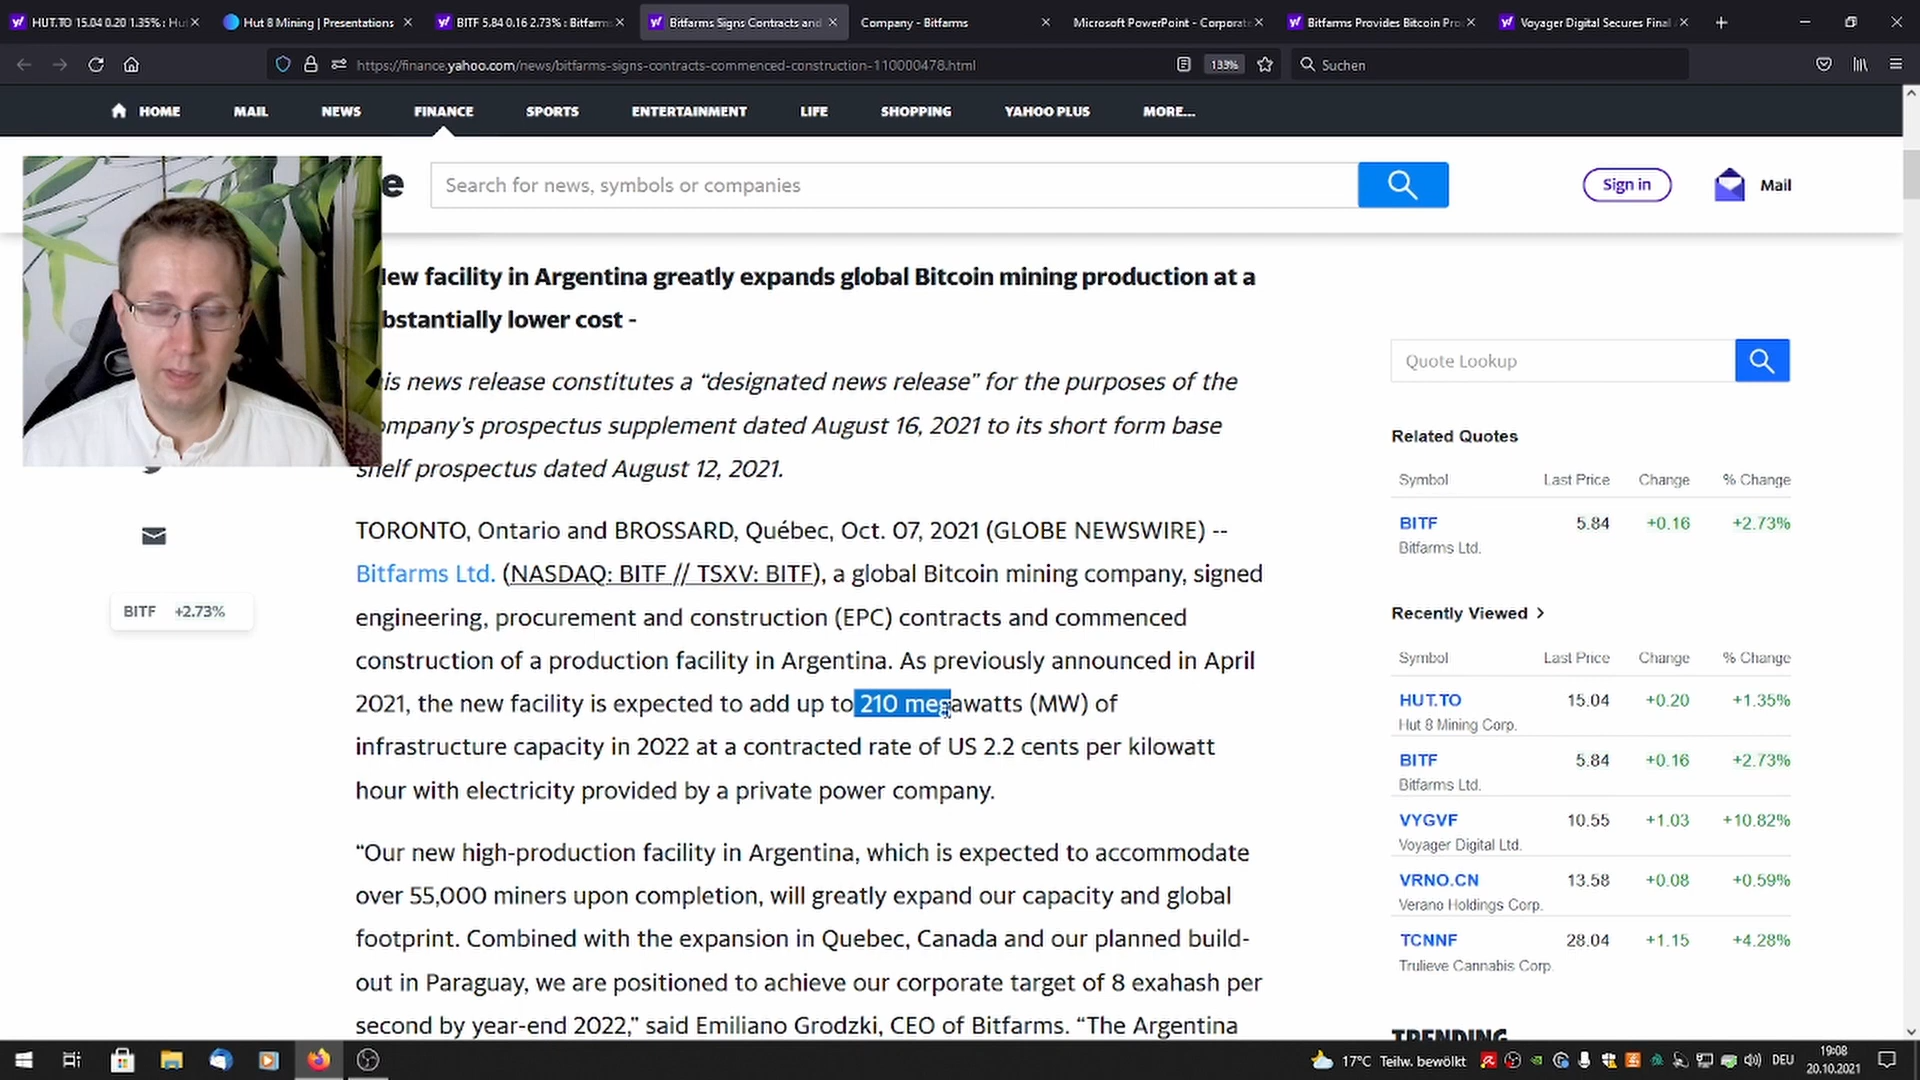 HUT.TO 15.04 0.20 1.35% : Hut
Hut 8 Mining | Presentations
BITF 5.84 0.16 2.73% : Bitfarms
Bitfarms Signs Contracts and
Company - Bitfarms
Microsoft PowerPoint - Corporate
Bitfarms Provides Bitcoin Pro
Voyager Digital Secures Final
https://finance.yahoo.com/news/bitfarms-signs-contracts-commenced-construction-110000478.html
133%
Suchen
HOME
MAIL
NEWS
FINANCE
SPORTS
ENTERTAINMENT
LIFE
SHOPPING
YAHOO PLUS
MORE...
e
Search for news, symbols or companies
Sign in
Mail
ew facility in Argentina greatly expands global Bitcoin mining production at a
bstantially lower cost -
is news release constitutes a “designated news release” for the purposes of the
ompany’s prospectus supplement dated August 16, 2021 to its short form base
shelf prospectus dated August 12, 2021.
TORONTO, Ontario and BROSSARD, Québec, Oct. 07, 2021 (GLOBE NEWSWIRE) --
Bitfarms Ltd. (NASDAQ: BITF // TSXV: BITF), a global Bitcoin mining company, signed
engineering, procurement and construction (EPC) contracts and commenced
construction of a production facility in Argentina. As previously announced in April
2021, the new facility is expected to add up to 210 megawatts (MW) of
infrastructure capacity in 2022 at a contracted rate of US 2.2 cents per kilowatt
hour with electricity provided by a private power company.
“Our new high-production facility in Argentina, which is expected to accommodate
over 55,000 miners upon completion, will greatly expand our capacity and global
footprint. Combined with the expansion in Quebec, Canada and our planned build-
out in Paraguay, we are positioned to achieve our corporate target of 8 exahash per
second by year-end 2022,” said Emiliano Grodzki, CEO of Bitfarms. “The Argentina
BITF +2.73%
Quote Lookup
Related Quotes
Symbol Last Price Change % Change
BITF 5.84 +0.16 +2.73%
Bitfarms Ltd.
Recently Viewed
Symbol Last Price Change % Change
HUT.TO 15.04 +0.20 +1.35%
Hut 8 Mining Corp.
BITF 5.84 +0.16 +2.73%
Bitfarms Ltd.
VYGVF 10.55 +1.03 +10.82%
Voyager Digital Ltd.
VRNO.CN 13.58 +0.08 +0.59%
Verano Holdings Corp.
TCNNF 28.04 +1.15 +4.28%
Trulieve Cannabis Corp.
TRENDING
17°C Teilw. bewölkt
DEU
19:08
20.10.2021